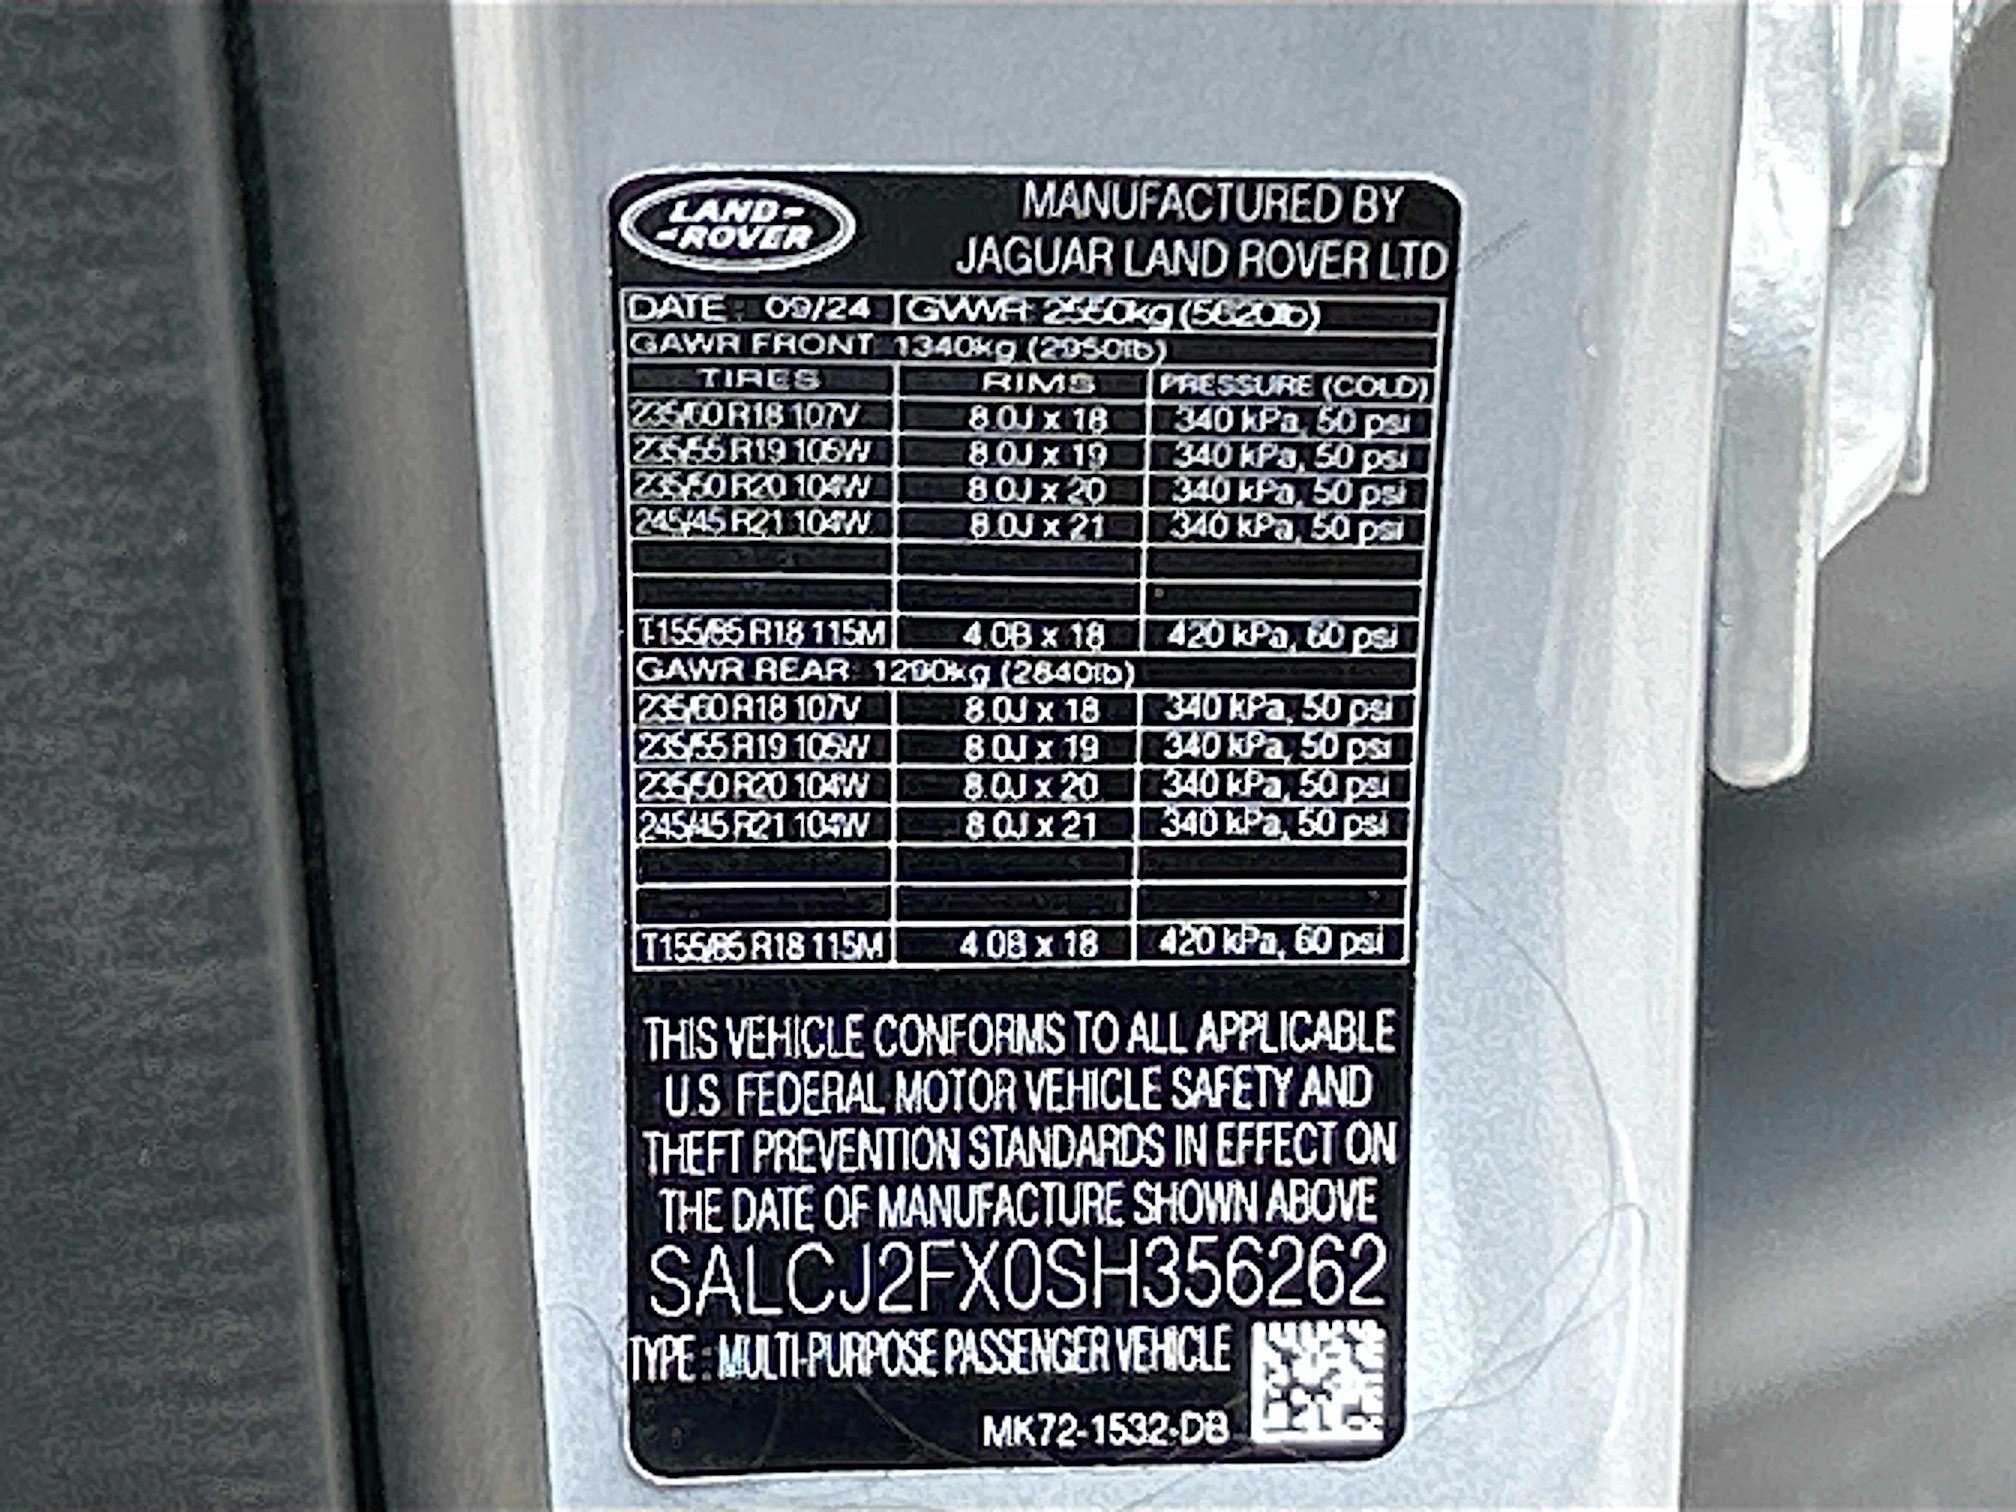 LAND-
-ROVER
MANUFACTURED BY
JAGUAR LAND ROVER LTD
DATE : 09/24 GVWR 2550kg (5620lb)
GAWR FRONT 1340kg (2950lb)
TIRES RIMS PRESSURE (COLD)
235/60 R18 107V 8.0J x 18 340 kPa, 50 psi
235/55 R19 105W 8.0J x 19 340 kPa, 50 psi
235/50 R20 104W 8.0J x 20 340 kPa, 50 psi
245/45 R21 104W 8.0J x 21 340 kPa, 50 psi
T155/85 R18 115M 4.0B x 18 420 kPa, 60 psi
GAWR REAR: 1290kg (2840lb)
235/60 R18 107V 8.0J x 18 340 kPa, 50 psi
235/55 R19 105W 8.0J x 19 340 kPa, 50 psi
235/50 R20 104W 8.0J x 20 340 kPa, 50 psi
245/45 R21 104W 8.0J x 21 340 kPa, 50 psi
T155/85 R18 115M 4.0B x 18 420 kPa, 60 psi
THIS VEHICLE CONFORMS TO ALL APPLICABLE
U.S. FEDERAL MOTOR VEHICLE SAFETY AND
THEFT PREVENTION STANDARDS IN EFFECT ON
THE DATE OF MANUFACTURE SHOWN ABOVE
SALCJ2FX0SH356262
TYPE : MULTI-PURPOSE PASSENGER VEHICLE
MK72-1532-DB